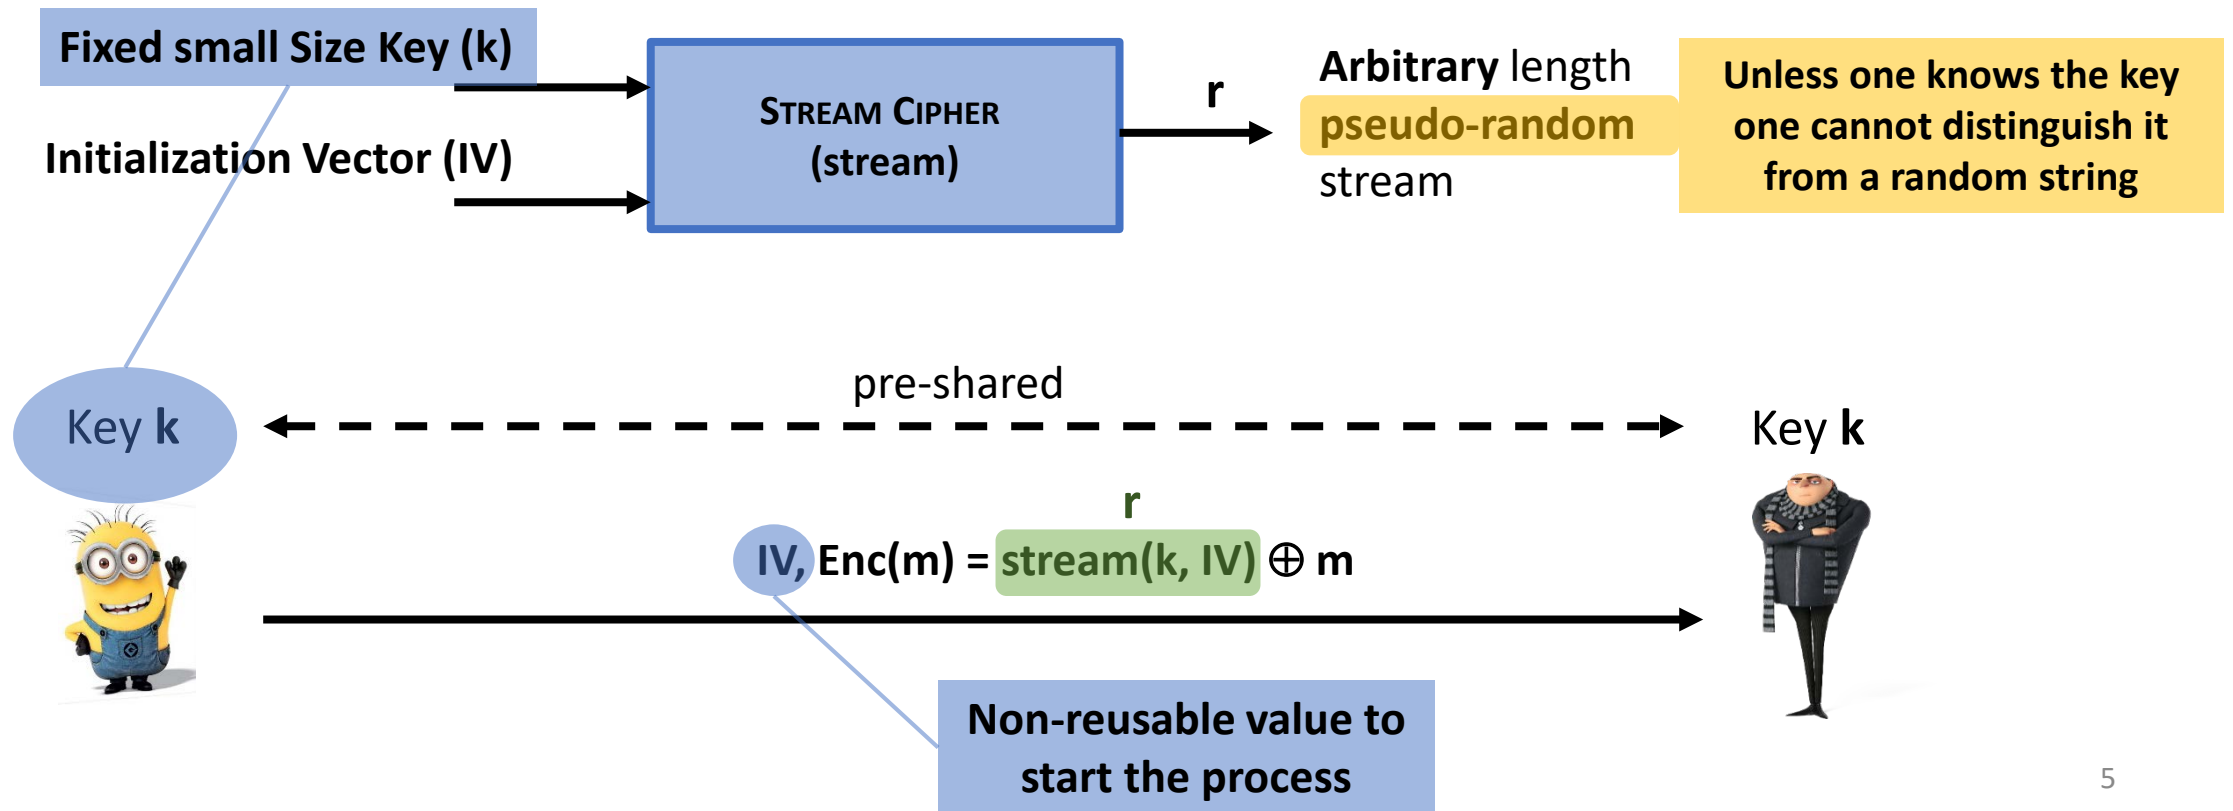 Fixed small Size Key (k)
Initialization Vector (IV)
STREAM CIPHER
(stream)
r
Arbitrary length
pseudo-random
stream
Unless one knows the key
one cannot distinguish it
from a random string
pre-shared
Key k
Key k
r
IV, Enc(m) = stream(k, IV) ⊕ m
Non-reusable value to
start the process
5